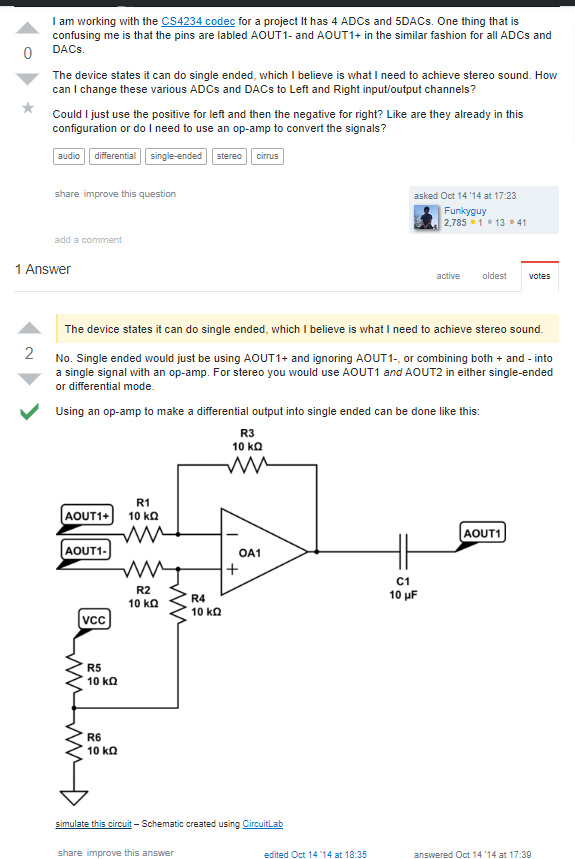 I am working with the CS4234 codec for a project It has 4 ADCs and 5DACs. One thing that is
confusing me is that the pins are labled AOUT1- and AOUT1+ in the similar fashion for all ADCs and
DACs.
0
The device states it can do single ended, which I believe is what I need to achieve stereo sound. How
can I change these various ADCs and DACs to Left and Right input/output channels?
Could I just use the positive for left and then the negative for right? Like are they already in this
configuration or do I need to use an op-amp to convert the signals?
audio differential single-ended stereo cirrus
share improve this question
asked Oct 14 '14 at 17:23
Funkyguy
2,785 1 13 41
add a comment
1 Answer
active oldest votes
The device states it can do single ended, which I believe is what I need to achieve stereo sound.
2
No. Single ended would just be using AOUT1+ and ignoring AOUT1-, or combining both + and - into
a single signal with an op-amp. For stereo you would use AOUT1 and AOUT2 in either single-ended
or differential mode.
Using an op-amp to make a differential output into single ended can be done like this:
R3
10 kΩ
R1
AOUT1+ 10 kΩ
AOUT1
AOUT1-
OA1
C1
10 µF
R2
10 kΩ
R4
10 kΩ
VCC
R5
10 kΩ
R6
10 kΩ
simulate this circuit – Schematic created using CircuitLab
share improve this answer
edited Oct 14 '14 at 18:35
answered Oct 14 '14 at 17:39